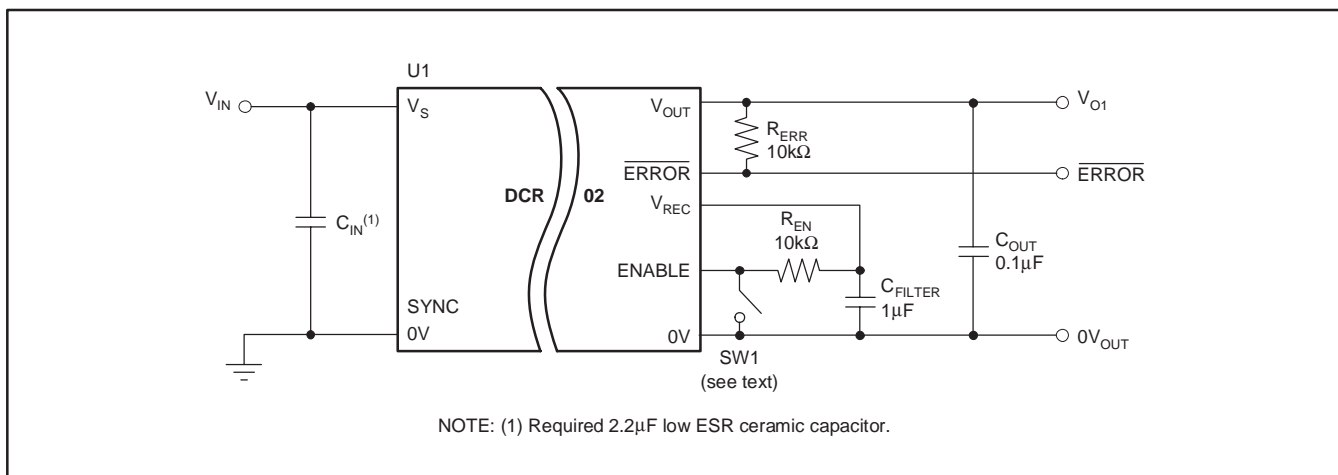 U1
V_IN
V_S
V_OUT
V_O1
R_ERR
10kΩ
ERROR
ERROR
DCR
02
V_REC
C_IN(1)
R_EN
10kΩ
C_OUT
0.1μF
ENABLE
C_FILTER
1μF
SYNC
0V
0V
0V_OUT
SW1
(see text)
NOTE: (1) Required 2.2μF low ESR ceramic capacitor.